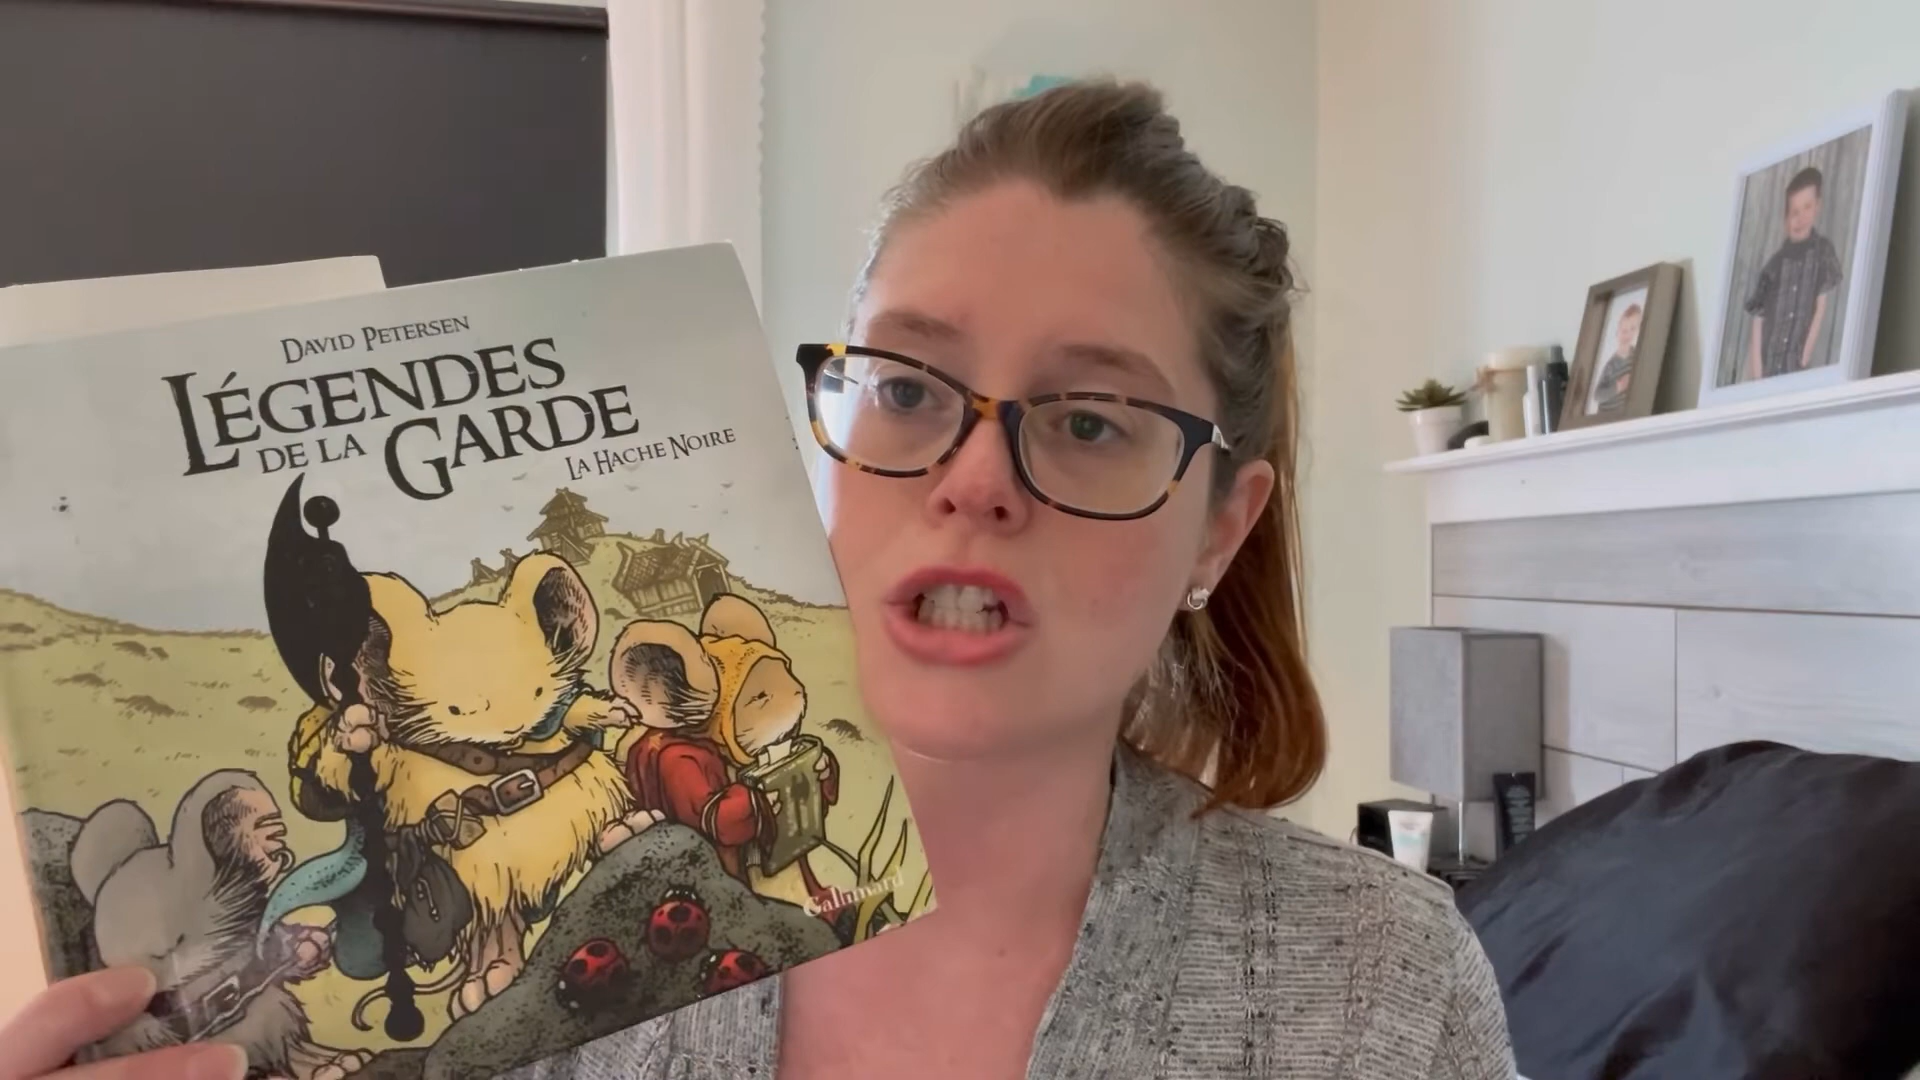 DAVID PETERSEN
LÉGENDES
DE LA GARDE
LA HACHE NOIRE
Gallimard